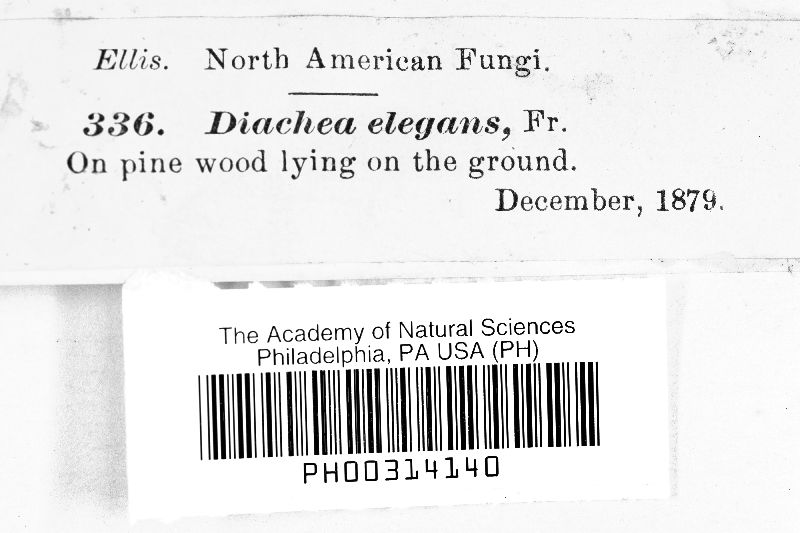 Ellis. North American Fungi.
336. Diachea elegans, Fr.
On pine wood lying on the ground.
December, 1879.
The Academy of Natural Sciences
Philadelphia, PA USA (PH)
PH00314140